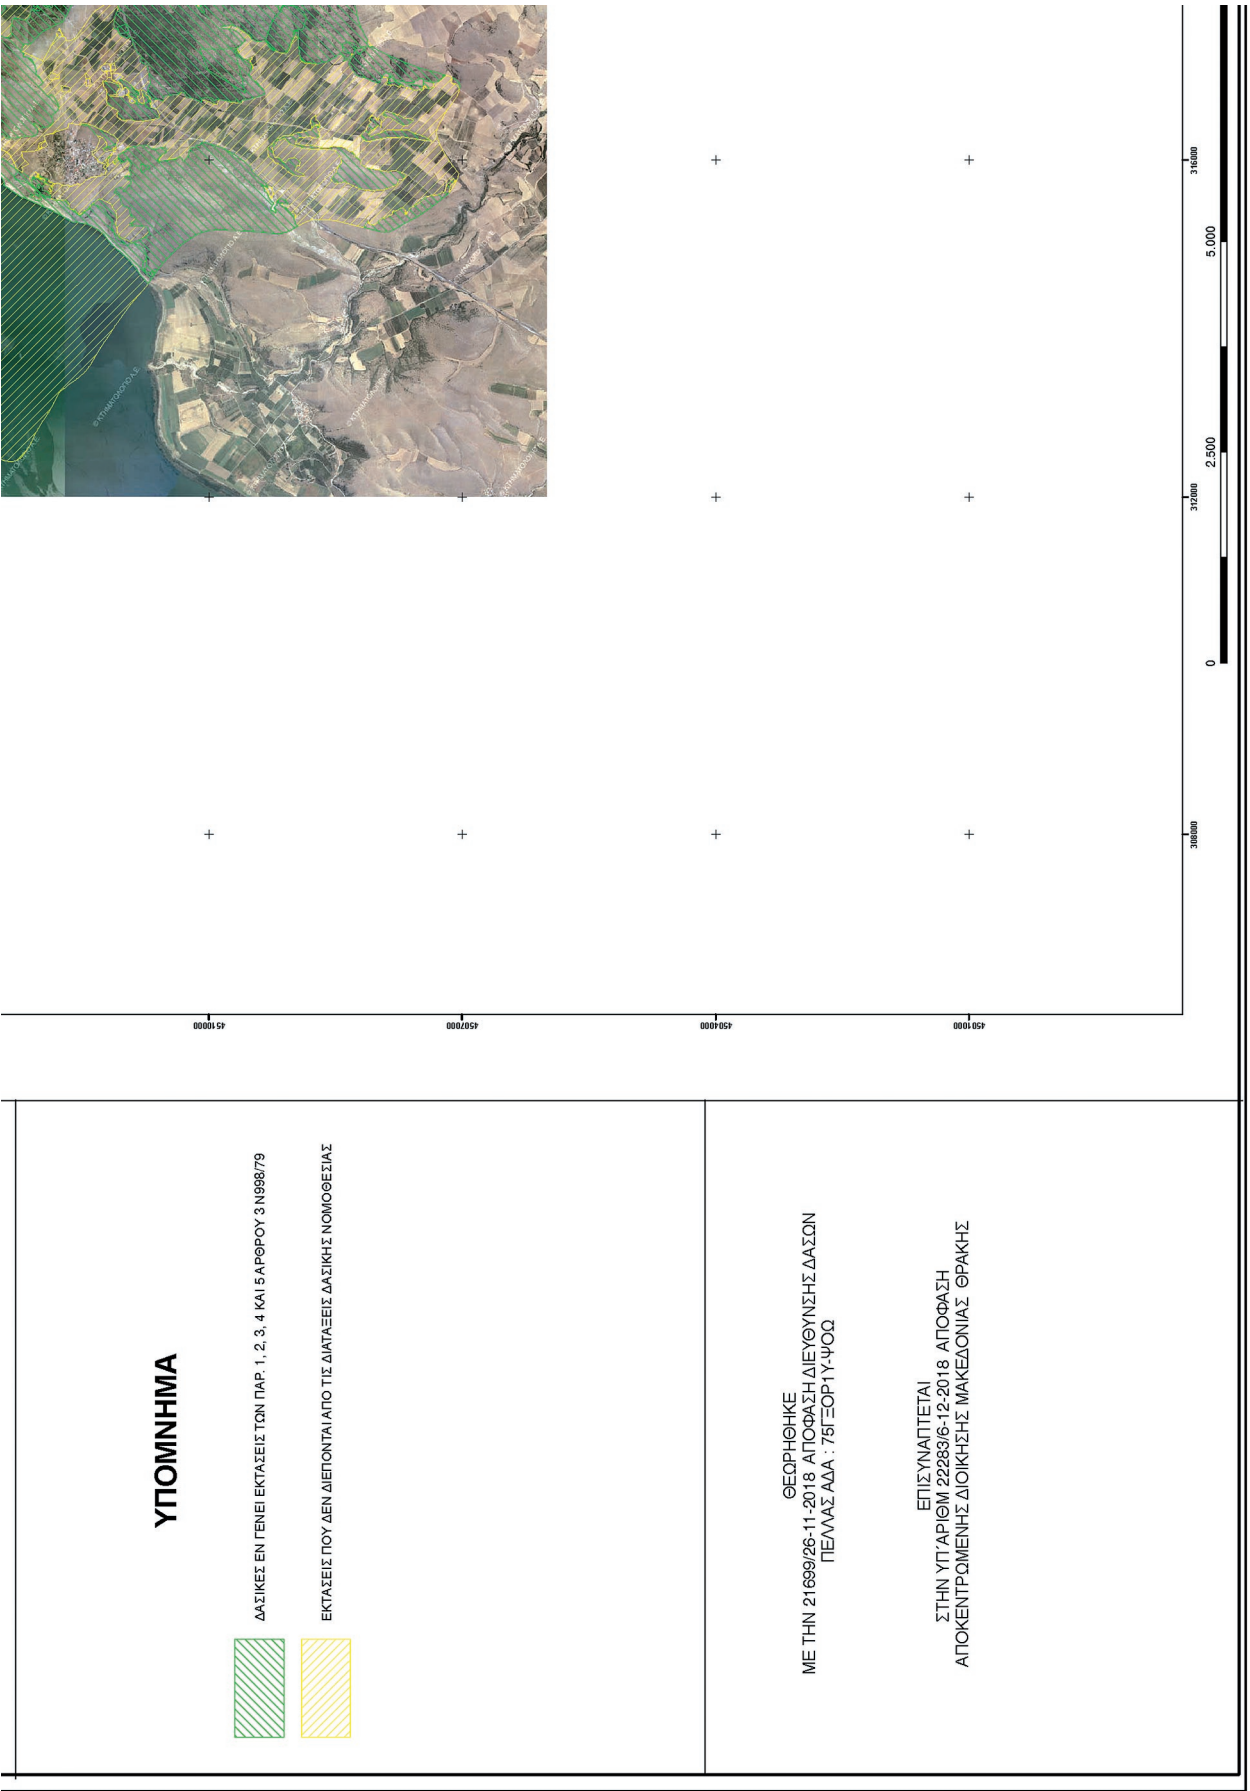 © ΚΤΗΜΑΤΟΛΟΓΙΟ Α.Ε.
4510000
4507000
4504000
4501000
308000
312000
316000
0
2.500
5.000
ΥΠΟΜΝΗΜΑ
ΔΑΣΙΚΕΣ ΕΝ ΓΕΝΕΙ ΕΚΤΑΣΕΙΣ ΤΩΝ ΠΑΡ. 1, 2, 3, 4 ΚΑΙ 5 ΑΡΘΡΟΥ 3 Ν998/79
ΕΚΤΑΣΕΙΣ ΠΟΥ ΔΕΝ ΔΙΕΠΟΝΤΑΙ ΑΠΟ ΤΙΣ ΔΙΑΤΑΞΕΙΣ ΔΑΣΙΚΗΣ ΝΟΜΟΘΕΣΙΑΣ
ΘΕΩΡΗΘΗΚΕ
ΜΕ ΤΗΝ 21699/26-11-2018 ΑΠΟΦΑΣΗ ΔΙΕΥΘΥΝΣΗΣ ΔΑΣΩΝ
ΠΕΛΛΑΣ ΑΔΑ : 75ΓΞΟΡ1Υ-ΨΟΩ
ΕΠΙΣΥΝΑΠΤΕΤΑΙ
ΣΤΗΝ ΥΠ΄ΑΡΙΘΜ 22283/6-12-2018 ΑΠΟΦΑΣΗ
ΑΠΟΚΕΝΤΡΩΜΕΝΗΣ ΔΙΟΙΚΗΣΗΣ ΜΑΚΕΔΟΝΙΑΣ ΘΡΑΚΗΣ